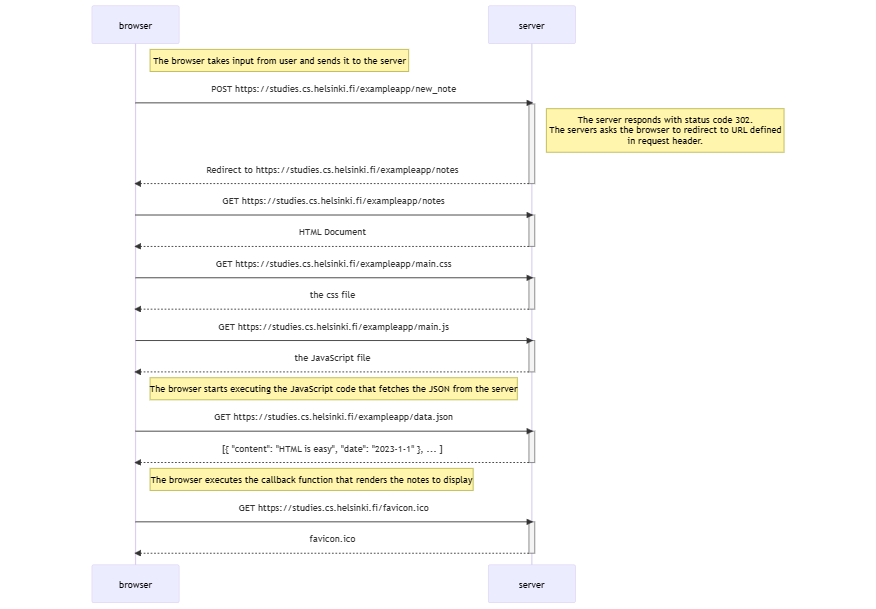 browser
server
The browser takes input from user and sends it to the server
POST https://studies.cs.helsinki.fi/exampleapp/new_note
The server responds with status code 302.
The servers asks the browser to redirect to URL defined
in request header.
Redirect to https://studies.cs.helsinki.fi/exampleapp/notes
GET https://studies.cs.helsinki.fi/exampleapp/notes
HTML Document
GET https://studies.cs.helsinki.fi/exampleapp/main.css
the css file
GET https://studies.cs.helsinki.fi/exampleapp/main.js
the JavaScript file
The browser starts executing the JavaScript code that fetches the JSON from the server
GET https://studies.cs.helsinki.fi/exampleapp/data.json
[{ "content": "HTML is easy", "date": "2023-1-1" }, ... ]
The browser executes the callback function that renders the notes to display
GET https://studies.cs.helsinki.fi/favicon.ico
favicon.ico
browser
server